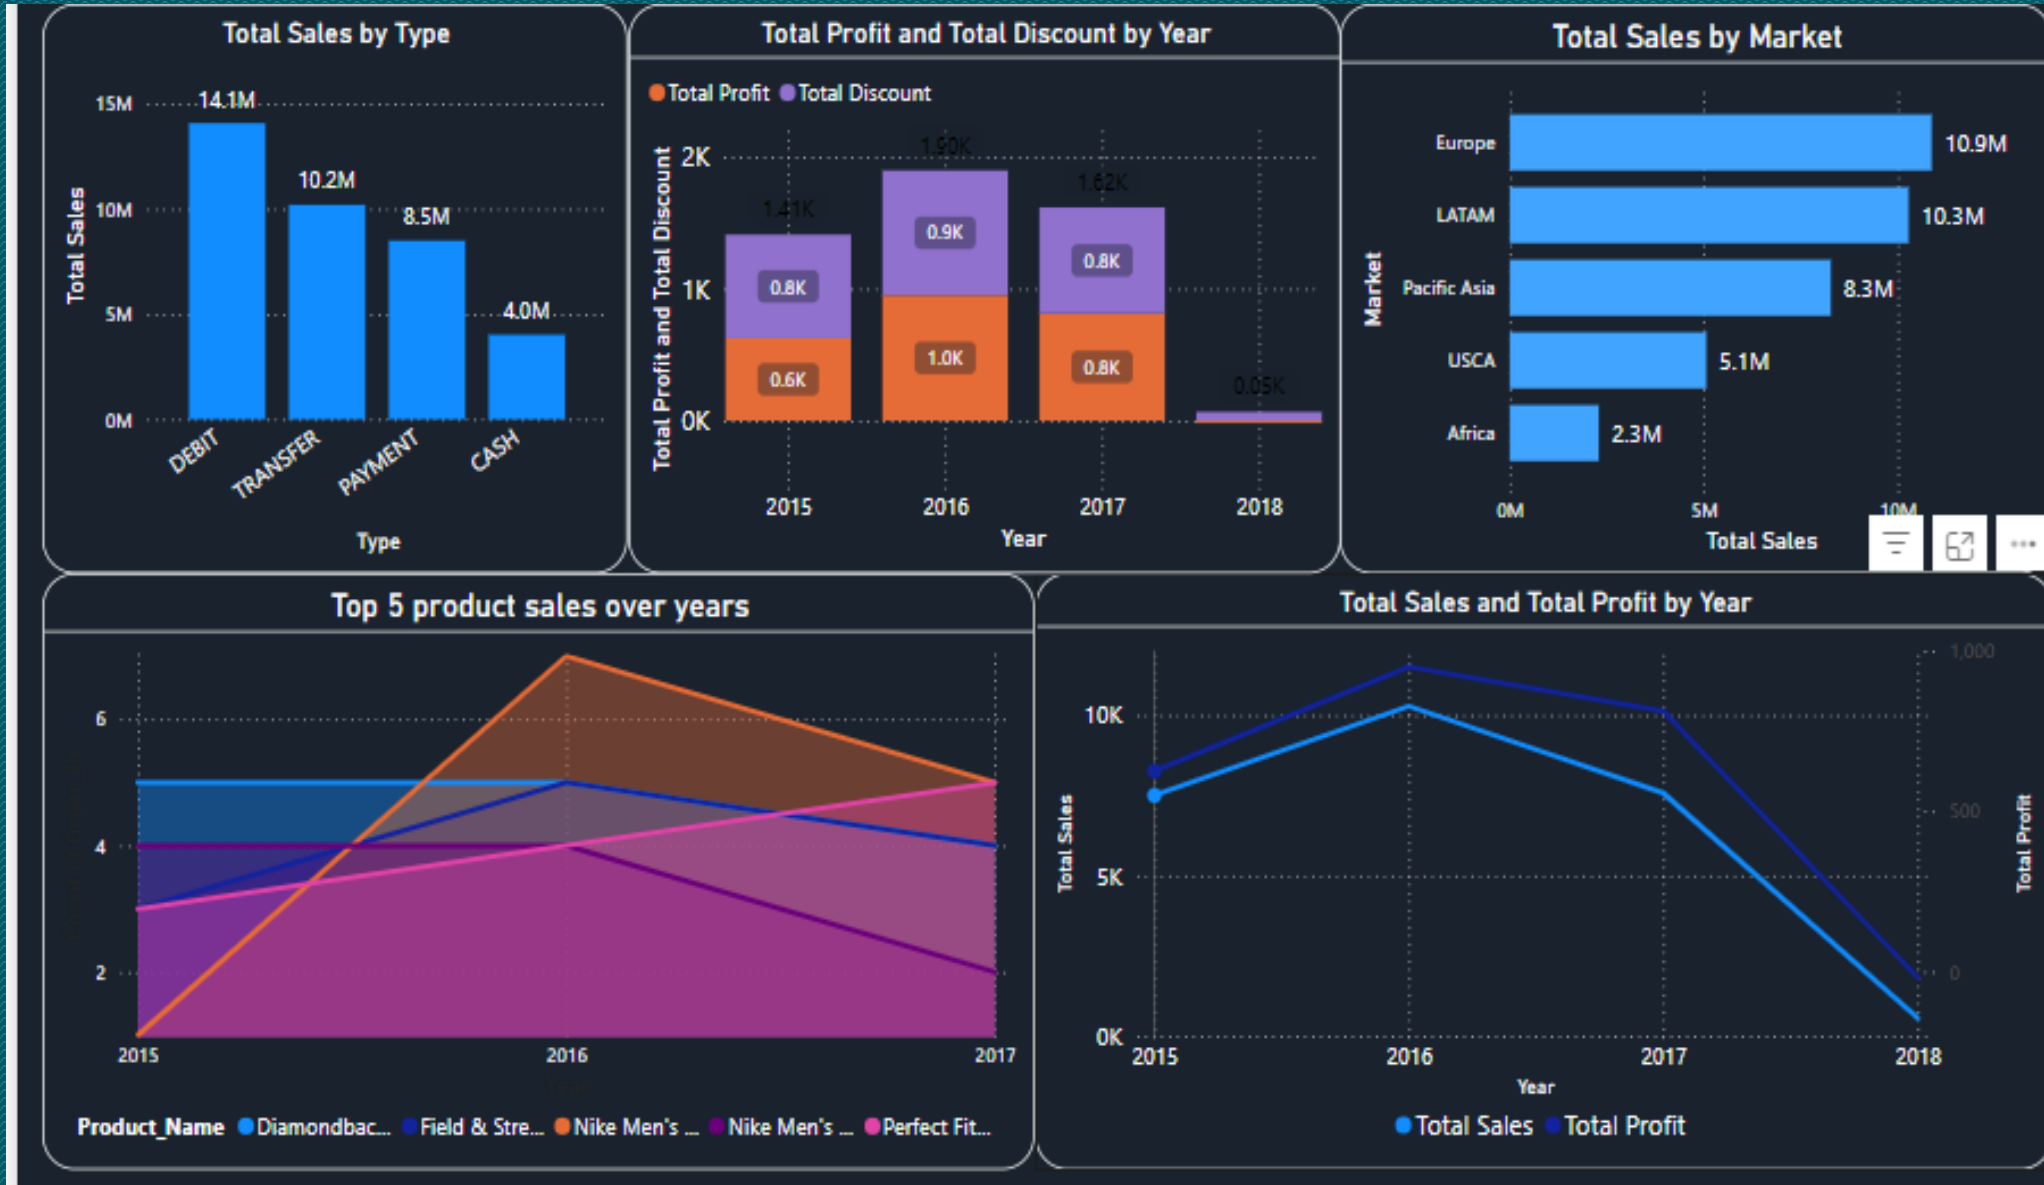 Total Sales by Type
15M
10M
5M
0M
Total Sales
14.1M
10.2M
8.5M
4.0M
DEBIT
TRANSFER
PAYMENT
CASH
Type
Total Profit and Total Discount by Year
Total Profit
Total Discount
Total Profit and Total Discount
2K
1K
0K
1.41K
0.8K
0.6K
1.90K
0.9K
1.0K
1.62K
0.8K
0.8K
0.05K
2015
2016
2017
2018
Year
Total Sales by Market
Market
Europe
10.9M
LATAM
10.3M
Pacific Asia
8.3M
USCA
5.1M
Africa
2.3M
0M
5M
10M
Total Sales
Top 5 product sales over years
6
4
2
2015
2016
2017
Product_Name
Diamondbac...
Field & Stre...
Nike Men's ...
Nike Men's ...
Perfect Fit...
Total Sales and Total Profit by Year
Total Sales
10K
5K
0K
1,000
500
0
Total Profit
2015
2016
2017
2018
Year
Total Sales
Total Profit